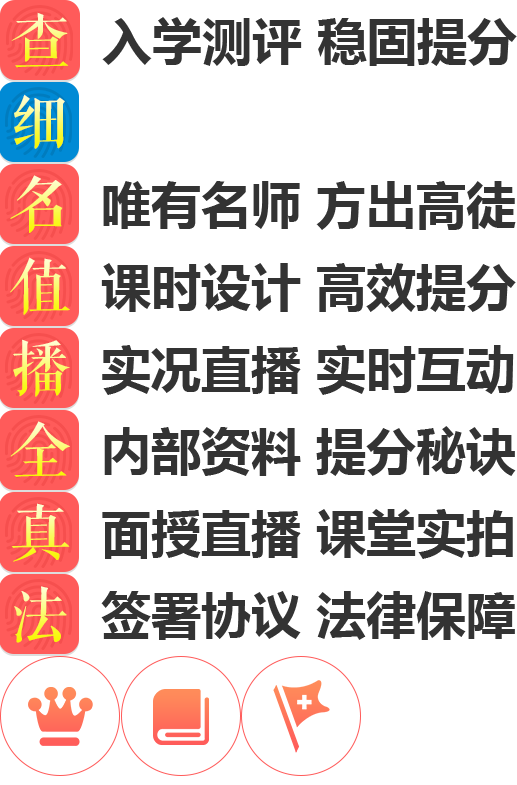 查 入学测评 稳固提分
细
名 唯有名师 方出高徒
值 课时设计 高效提分
播 实况直播 实时互动
全 内部资料 提分秘诀
真 面授直播 课堂实拍
法 签署协议 法律保障